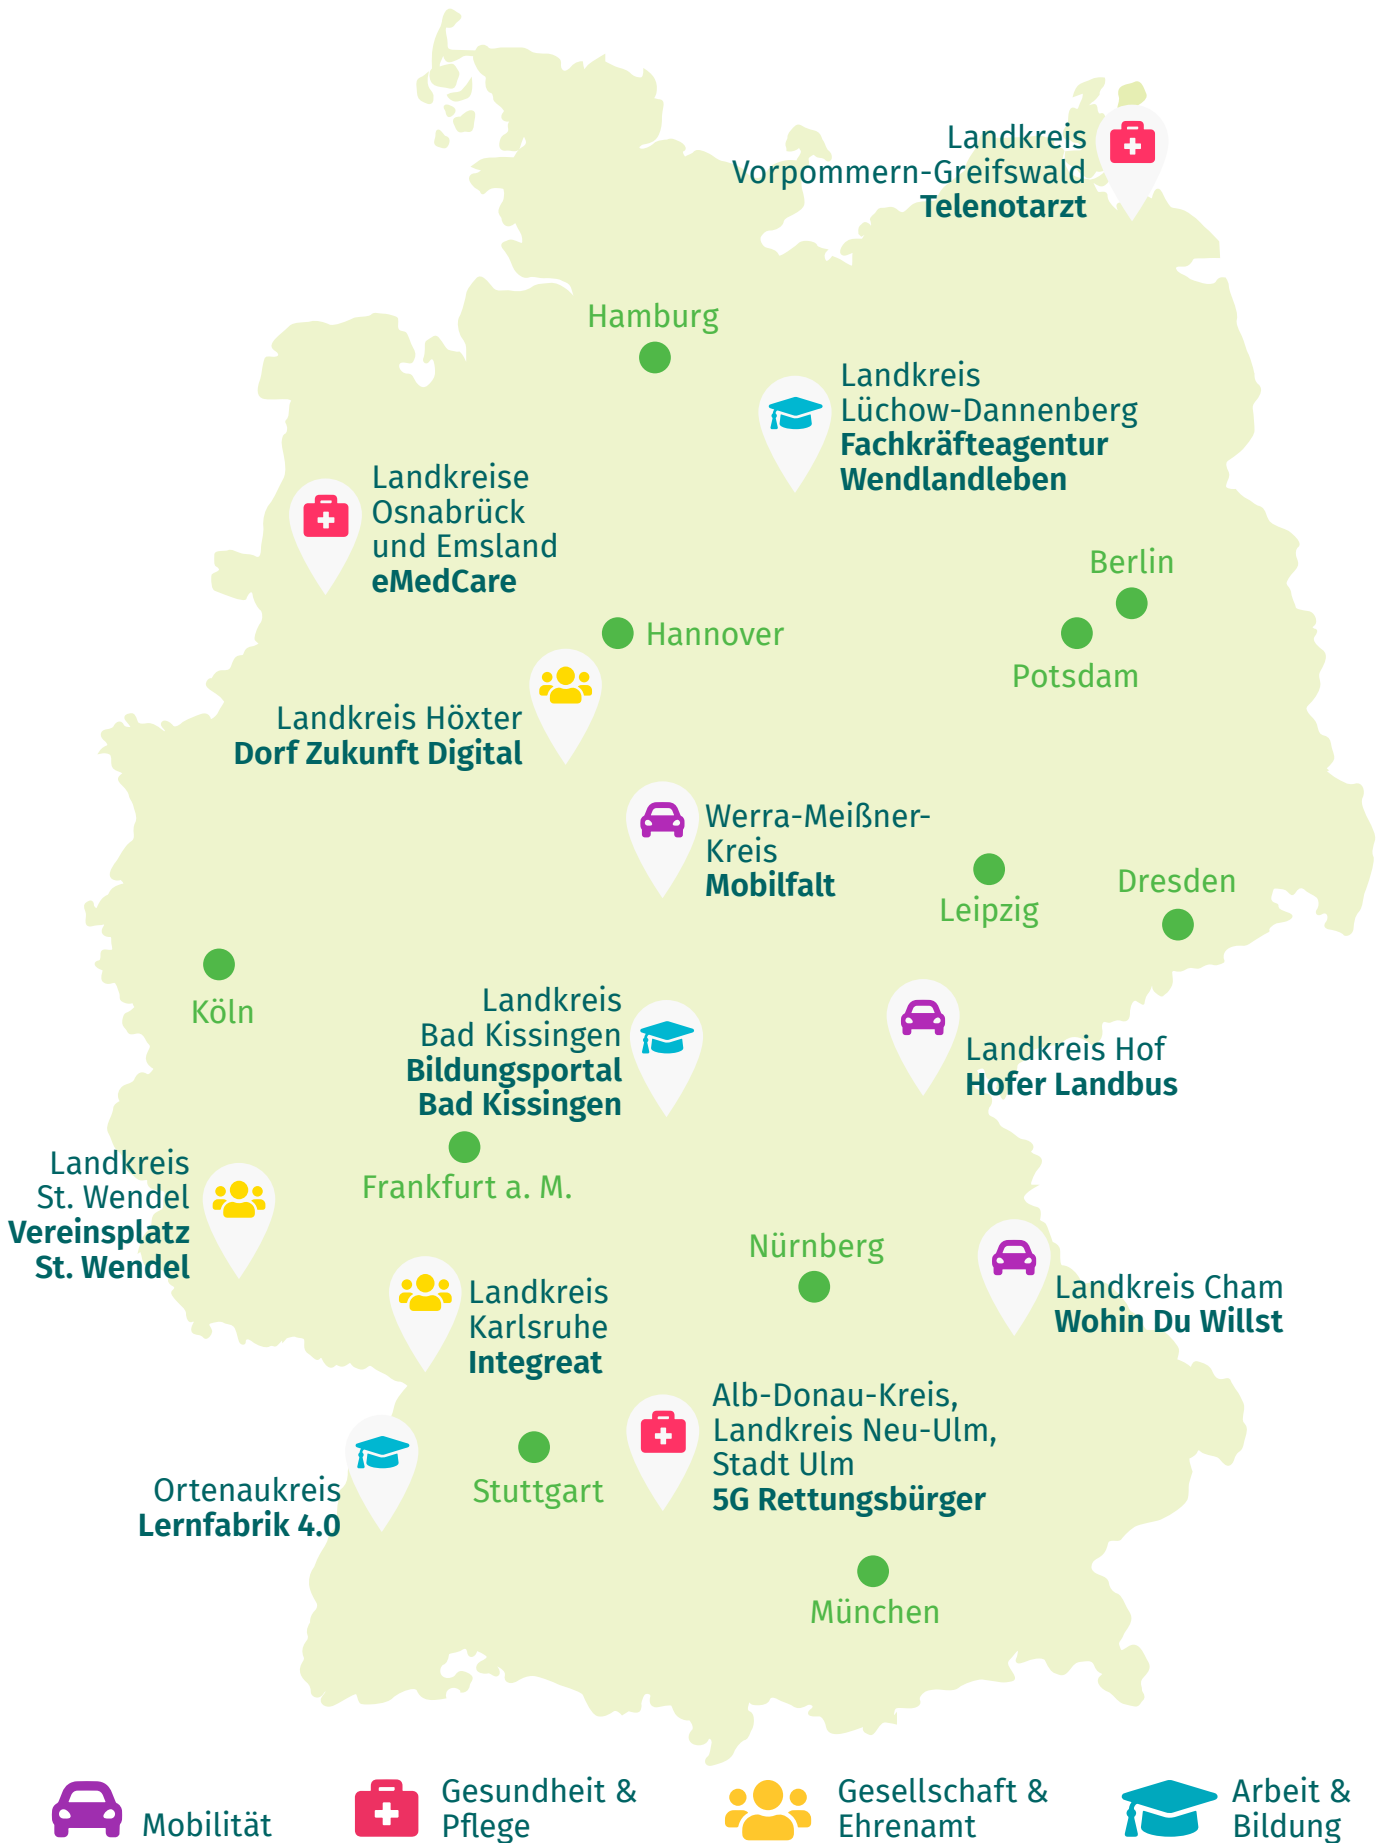 Landkreis
Vorpommern-Greifswald
Telenotarzt
Hamburg
Landkreis
Lüchow-Dannenberg
Fachkräfteagentur
Wendlandleben
Landkreise
Osnabrück
und Emsland
eMedCare
Berlin
Hannover
Potsdam
Landkreis Höxter
Dorf Zukunft Digital
Werra-Meißner-
Kreis
Mobilfalt
Leipzig
Dresden
Köln
Landkreis
Bad Kissingen
Bildungsportal
Bad Kissingen
Landkreis Hof
Hofer Landbus
Frankfurt a. M.
Landkreis
St. Wendel
Vereinsplatz
St. Wendel
Nürnberg
Landkreis
Karlsruhe
Integreat
Landkreis Cham
Wohin Du Willst
Alb-Donau-Kreis,
Landkreis Neu-Ulm,
Stadt Ulm
5G Rettungsbürger
Ortenaukreis
Lernfabrik 4.0
Stuttgart
München
Mobilität
Gesundheit &
Pflege
Gesellschaft &
Ehrenamt
Arbeit &
Bildung